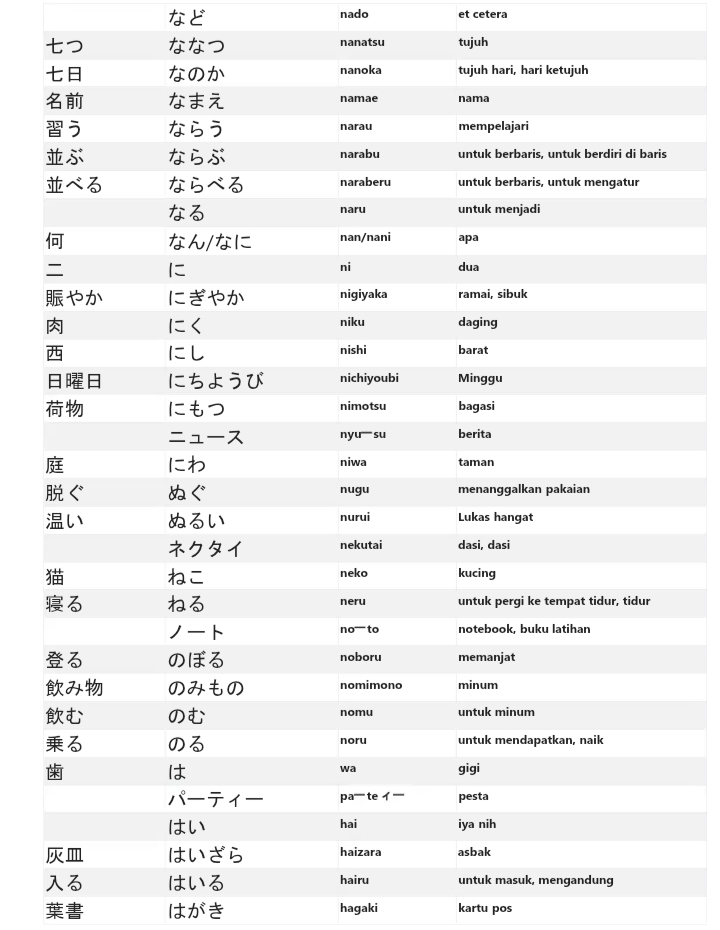 など nado et cetera
七つ ななつ nanatsu tujuh
七日 なのか nanoka tujuh hari, hari ketujuh
名前 なまえ namae nama
習う ならう narau mempelajari
並ぶ ならぶ narabu untuk berbaris, untuk berdiri di baris
並べる ならべる naraberu untuk berbaris, untuk mengatur
なる naru untuk menjadi
何 なん/なに nan/nani apa
二 に ni dua
賑やか にぎやか nigiyaka ramai, sibuk
肉 にく niku daging
西 にし nishi barat
日曜日 にちようび nichiyoubi Minggu
荷物 にもつ nimotsu bagasi
ニュース nyuーsu berita
庭 にわ niwa taman
脱ぐ ぬぐ nugu menanggalkan pakaian
温い ぬるい nurui Lukas hangat
ネクタイ nekutai dasi, dasi
猫 ねこ neko kucing
寝る ねる neru untuk pergi ke tempat tidur, tidur
ノート noーto notebook, buku latihan
登る のぼる noboru memanjat
飲み物 のみもの nomimono minum
飲む のむ nomu untuk minum
乗る のる noru untuk mendapatkan, naik
歯 は wa gigi
パーティー paーteィー pesta
はい hai iya nih
灰皿 はいざら haizara asbak
入る はいる hairu untuk masuk, mengandung
葉書 はがき hagaki kartu pos